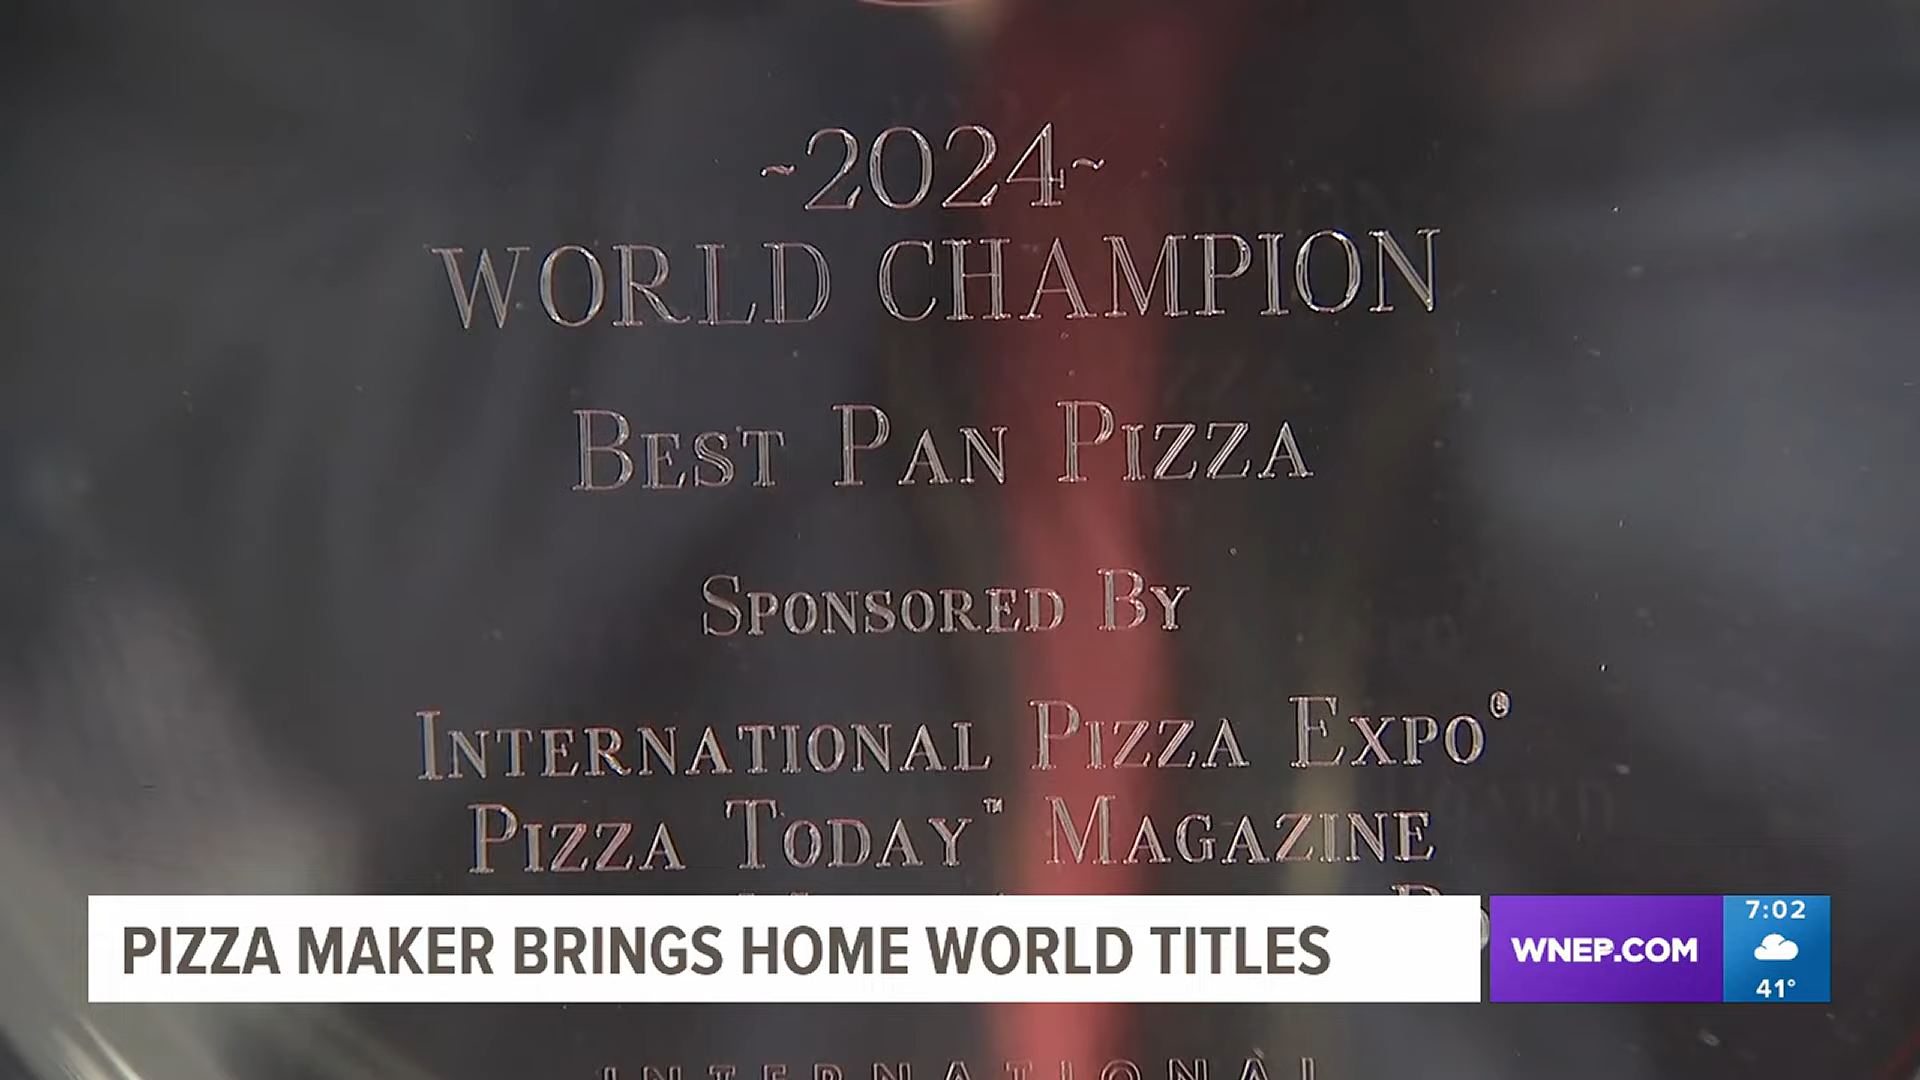 ~2024~
WORLD CHAMPION
BEST PAN PIZZA
SPONSORED BY
INTERNATIONAL PIZZA EXPO®
PIZZA TODAY™ MAGAZINE
PIZZA MAKER BRINGS HOME WORLD TITLES
WNEP.COM
7:02
41°
INTERNATIONAL